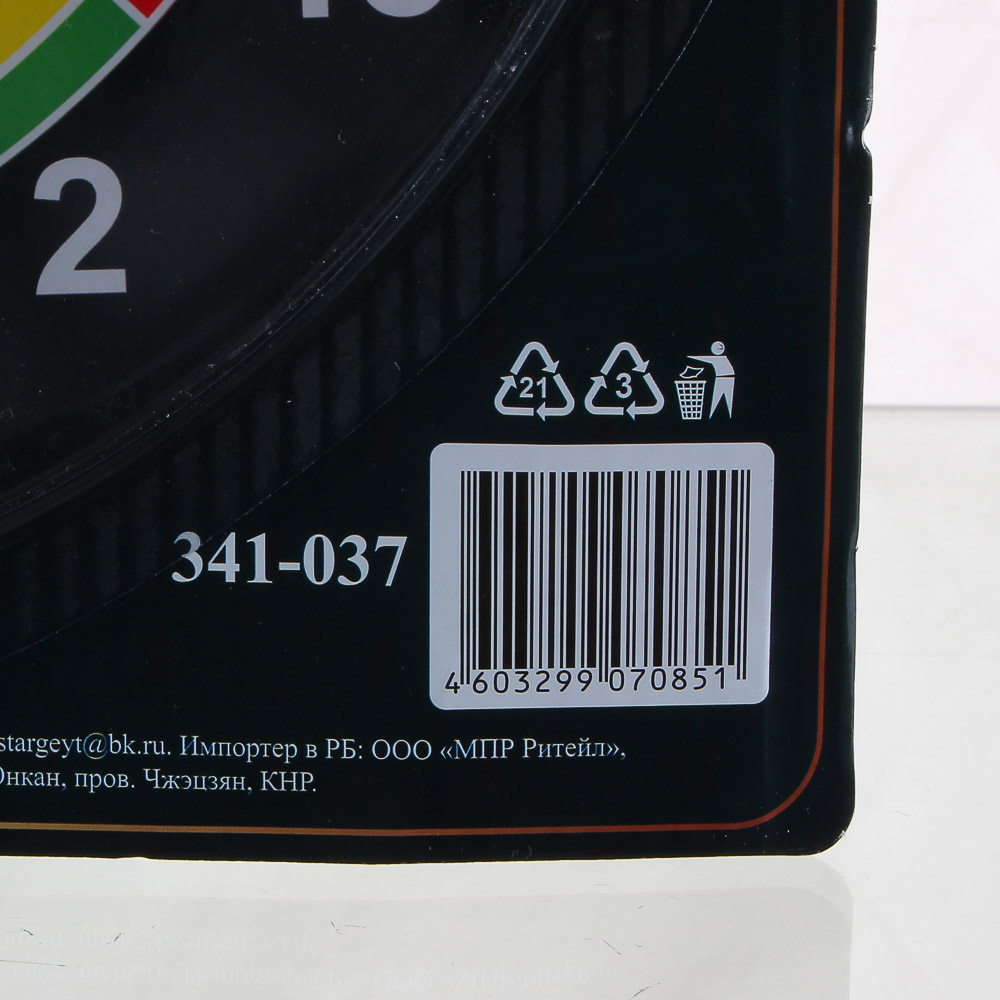 2
21
3
341-037
4 603299 070851
stargeyt@bk.ru. Импортер в РБ: ООО «МПР Ритейл»,
пров. Чжэцзян, КНР.